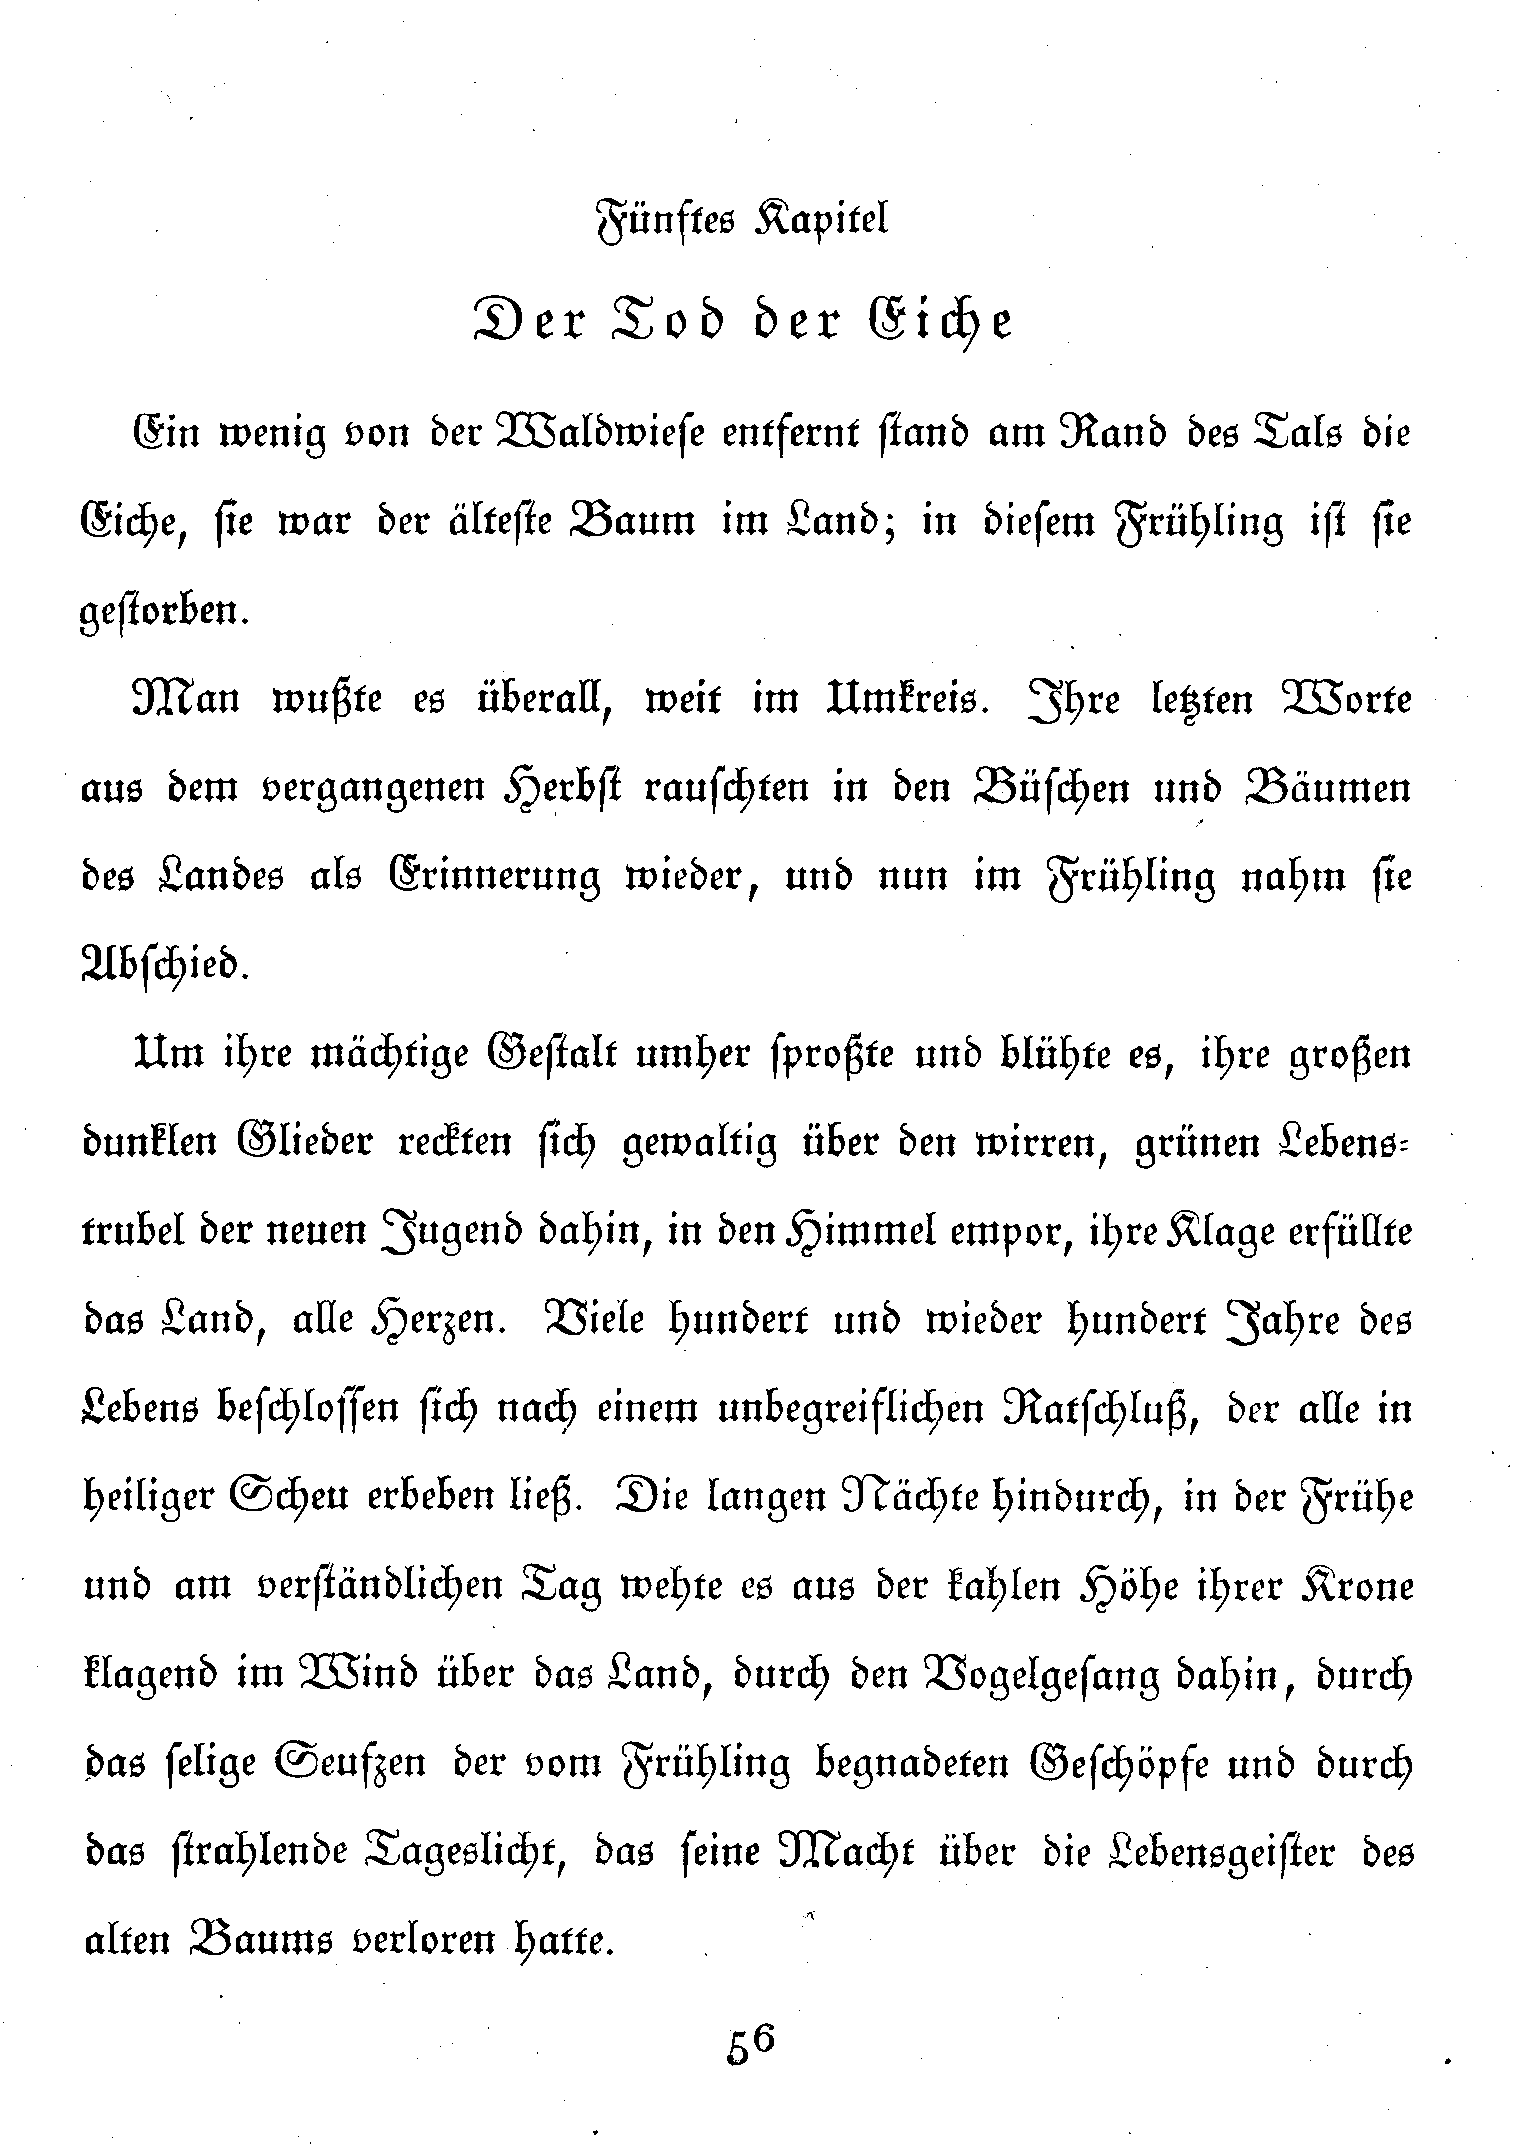 Fünftes Kapitel
Der Tod der Eiche
Ein wenig von der Waldwiese entfernt stand am Rand des Tals die
Eiche, sie war der älteste Baum im Land; in diesem Frühling ist sie
gestorben.
Man wußte es überall, weit im Umkreis. Ihre letzten Worte
aus dem vergangenen Herbst rauschten in den Büschen und Bäumen
des Landes als Erinnerung wieder, und nun im Frühling nahm sie
Abschied.
Um ihre mächtige Gestalt umher sproßte und blühte es, ihre großen
dunklen Glieder reckten sich gewaltig über den wirren, grünen Lebens-
trubel der neuen Jugend dahin, in den Himmel empor, ihre Klage erfüllte
das Land, alle Herzen. Viele hundert und wieder hundert Jahre des
Lebens beschlossen sich nach einem unbegreiflichen Ratschluß, der alle in
heiliger Scheu erbeben ließ. Die langen Nächte hindurch, in der Frühe
und am verständlichen Tag wehte es aus der kahlen Höhe ihrer Krone
klagend im Wind über das Land, durch den Vogelgesang dahin, durch
das selige Seufzen der vom Frühling begnadeten Geschöpfe und durch
das strahlende Tageslicht, das seine Macht über die Lebensgeister des
alten Baums verloren hatte.
56